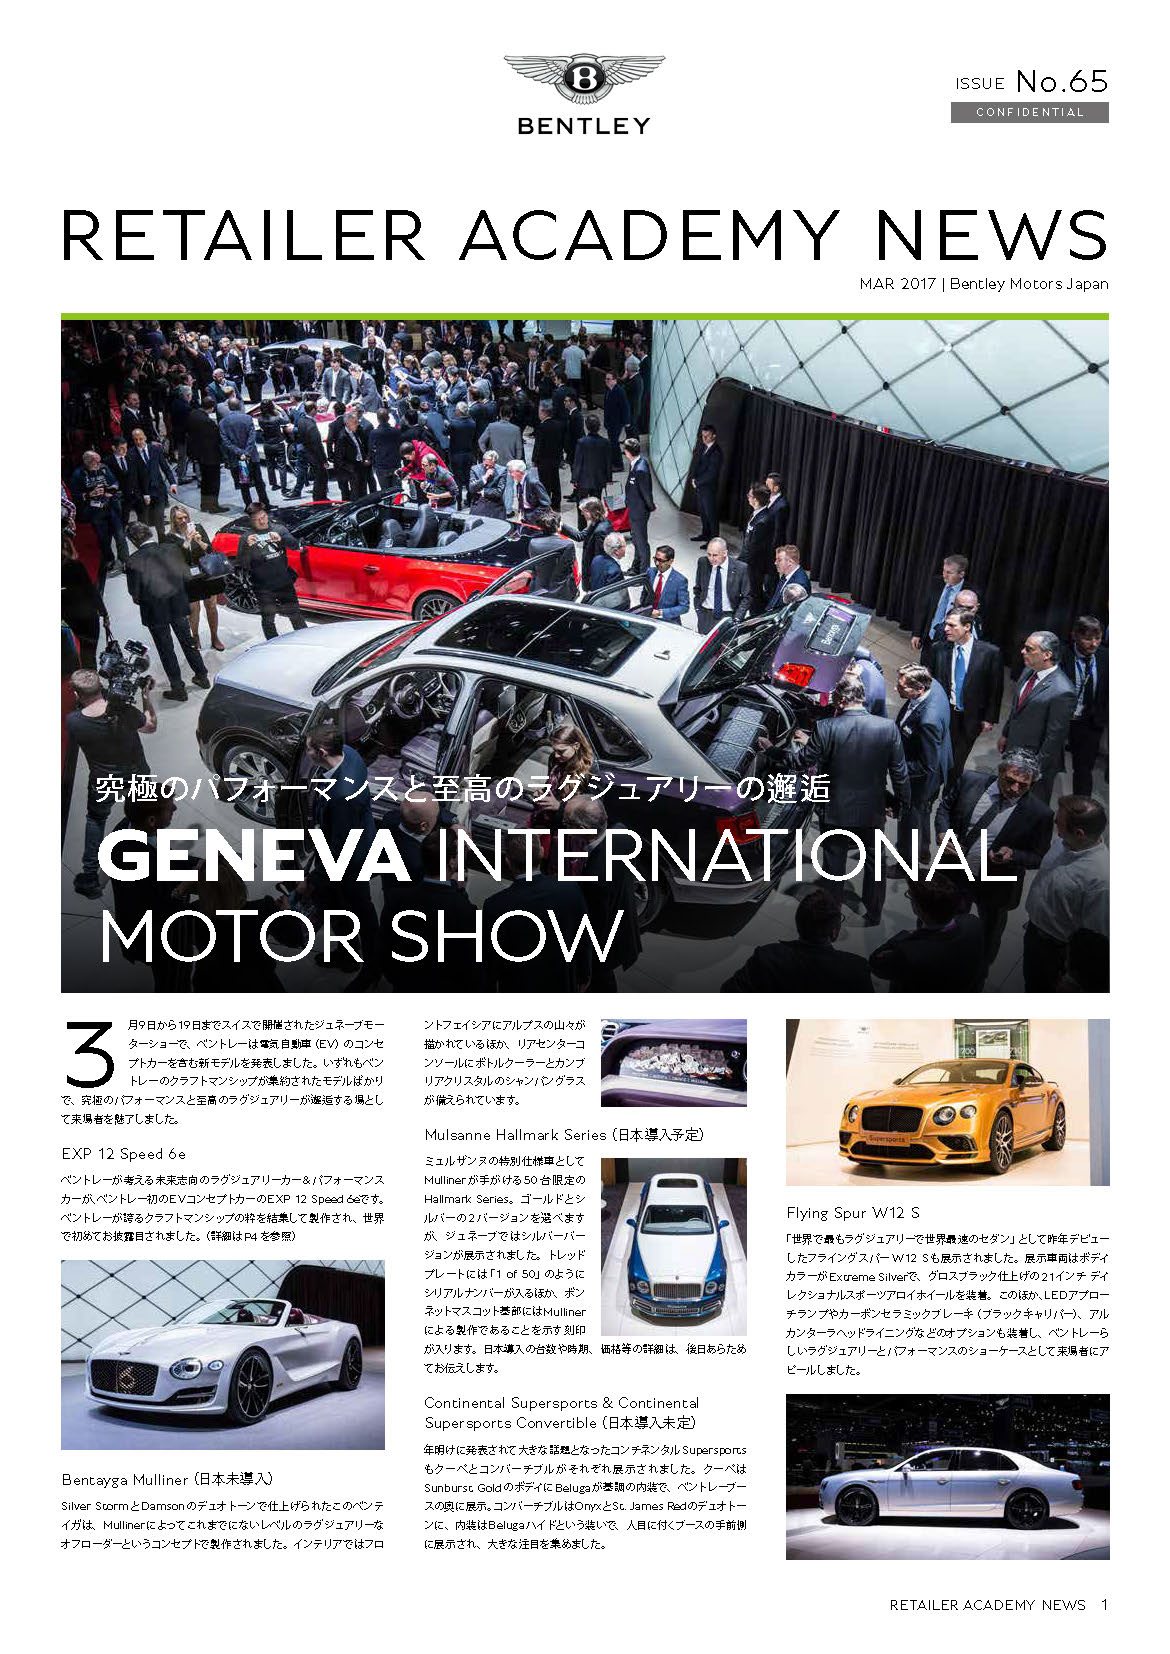 BENTLEY
ISSUE No.65
CONFIDENTIAL
RETAILER ACADEMY NEWS
MAR 2017 | Bentley Motors Japan
究極のパフォーマンスと至高のラグジュアリーの邂逅
GENEVA INTERNATIONAL
MOTOR SHOW
3月9日から19日までスイスで開催されたジュネーブモー
ターショーで、ベントレーは電気自動車（EV）のコンセ
プトカーを含む新モデルを発表しました。いずれもベン
トレーのクラフトマンシップが集約されたモデルばかり
で、究極のパフォーマンスと至高のラグジュアリーが邂逅する場とし
て来場者を魅了しました。
EXP 12 Speed 6e
ベントレーが考える未来志向のラグジュアリーカー＆パフォーマンス
カーが、ベントレー初のEVコンセプトカーのEXP 12 Speed 6eです。
ベントレーが誇るクラフトマンシップの粋を結集して製作され、世界
で初めてお披露目されました。（詳細はP4を参照）
Bentayga Mulliner（日本未導入）
Silver StormとDamsonのデュオトーンで仕上げられたこのベンテ
イガは、Mullinerによってこれまでにないレベルのラグジュアリーな
オフローダーというコンセプトで製作されました。インテリアではフロ
ントフェイシアにアルプスの山々が
描かれているほか、リアセンターコ
ンソールにボトルクーラーとカンブ
リアクリスタルのシャンパングラス
が備えられています。
Mulsanne Hallmark Series（日本導入予定）
ミュルザンヌの特別仕様車として
Mullinerが手がける50台限定の
Hallmark Series。ゴールドとシ
ルバーの2バージョンを選べます
が、ジュネーブではシルバーバー
ジョンが展示されました。トレッド
プレートには「1 of 50」のように
シリアルナンバーが入るほか、ボン
ネットマスコット基部にはMulliner
による製作であることを示す刻印
が入ります。日本導入の台数や時期、価格等の詳細は、後日あらため
てお伝えします。
Continental Supersports & Continental
Supersports Convertible（日本導入未定）
年明けに発表されて大きな話題となったコンチネンタルSupersports
もクーペとコンバーチブルがそれぞれ展示されました。クーペは
Sunburst GoldのボディにBelugaが基調の内装で、ベントレーブー
スの奥に展示。コンバーチブルはOnyxとSt. James Redのデュオトー
ンに、内装はBelugaハイドという装いで、人目に付くブースの手前側
に展示され、大きな注目を集めました。
Supersports
Flying Spur W12 S
「世界で最もラグジュアリーで世界最速のセダン」として昨年デビュー
したフライングスパーW12 Sも展示されました。展示車両はボディ
カラーがExtreme Silverで、グロスブラック仕上げの21インチ ディ
レクショナルスポーツアロイホイールを装着。このほか、LEDアプロー
チランプやカーボンセラミックブレーキ（ブラックキャリパー）、アル
カンターラヘッドライニングなどのオプションも装着し、ベントレーら
しいラグジュアリーとパフォーマンスのショーケースとして来場者にア
ピールしました。
RETAILER ACADEMY NEWS 1